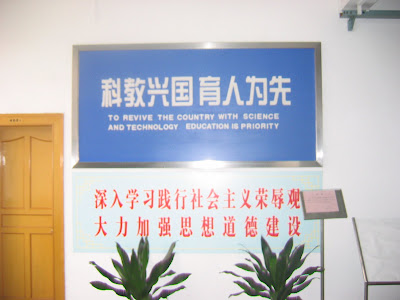 科教兴国 育人为先
TO REVIVE THE COUNTRY WITH SCIENCE
AND TECHNOLOGY EDUCATION IS PRIORITY
深入学习践行社会主义荣辱观
大力加强思想道德建设